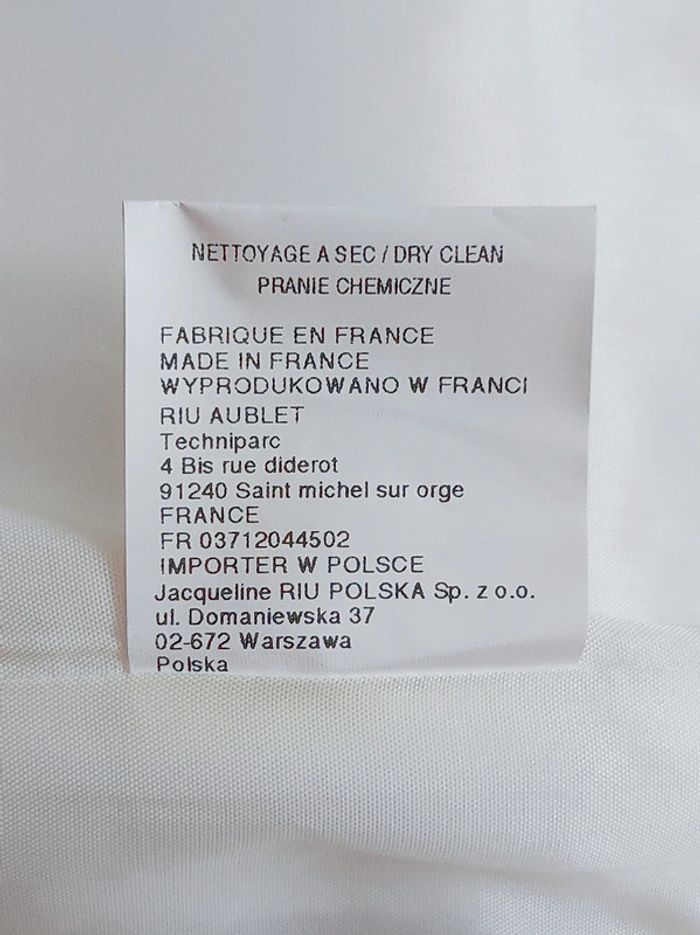 NETTOYAGE A SEC / DRY CLEAN
PRANIE CHEMICZNE
FABRIQUE EN FRANCE
MADE IN FRANCE
WYPRODUKOWANO W FRANCI
RIU AUBLET
Techniparc
4 Bis rue diderot
91240 Saint michel sur orge
FRANCE
FR 03712044502
IMPORTER W POLSCE
Jacqueline RIU POLSKA Sp. z o.o.
ul. Domaniewska 37
02-672 Warszawa
Polska